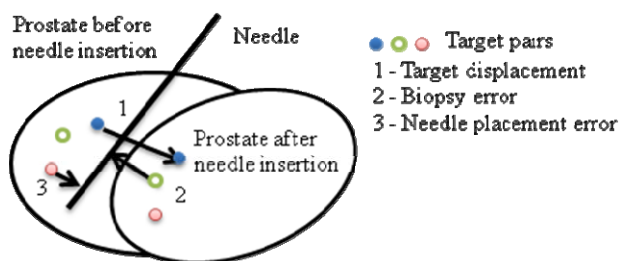 Prostate before
needle insertion
Needle
1
Prostate after
needle insertion
3
2
Target pairs
1 - Target displacement
2 - Biopsy error
3 - Needle placement error